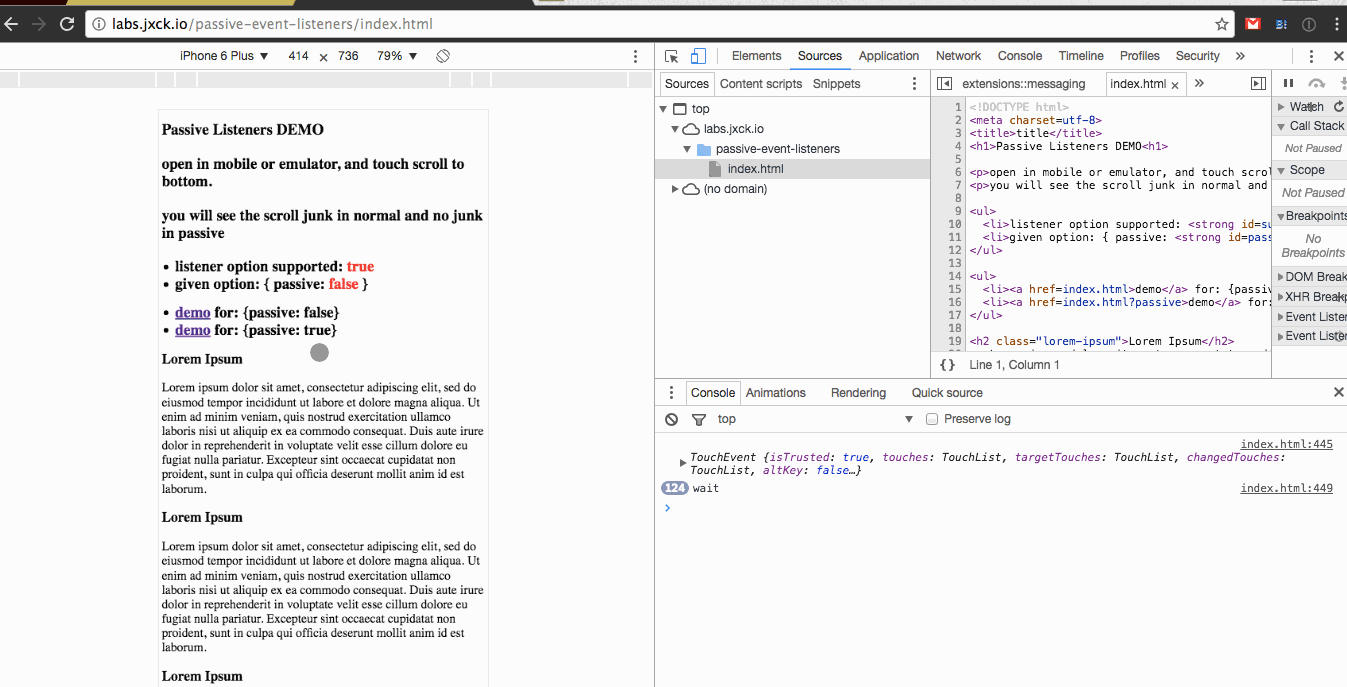 labs.jxck.io/passive-event-listeners/index.html
iPhone 6 Plus ▼ 414 × 736 79% ▼
Elements Sources Application Network Console Timeline Profiles Security »
Sources Content scripts Snippets
extensions::messaging index.html × »
top
labs.jxck.io
passive-event-listeners
index.html
(no domain)
1 <!DOCTYPE html>
2 <meta charset=utf-8>
3 <title>title</title>
4 <h1>Passive Listeners DEMO<h1>
5
6 <p>open in mobile or emulator, and touch scrol
7 <p>you will see the scroll junk in normal and
8
9 <ul>
10 <li>listener option supported: <strong id=su
11 <li>given option: { passive: <strong id=pass
12 </ul>
13
14 <ul>
15 <li><a href=index.html>demo</a> for: {passiv
16 <li><a href=index.html?passive>demo</a> for:
17 </ul>
18
19 <h2 class="lorem-ipsum">Lorem Ipsum</h2>
{} Line 1, Column 1
Watch
Call Stack
Not Paused
Scope
Not Paused
Breakpoints
No
Breakpoints
DOM Break
XHR Breakp
Event Listen
Event Listen
Passive Listeners DEMO
open in mobile or emulator, and touch scroll to
bottom.
you will see the scroll junk in normal and no junk
in passive
• listener option supported: true
• given option: { passive: false }
• demo for: {passive: false}
• demo for: {passive: true}
Lorem Ipsum
Lorem ipsum dolor sit amet, consectetur adipiscing elit, sed do
eiusmod tempor incididunt ut labore et dolore magna aliqua. Ut
enim ad minim veniam, quis nostrud exercitation ullamco
laboris nisi ut aliquip ex ea commodo consequat. Duis aute irure
dolor in reprehenderit in voluptate velit esse cillum dolore eu
fugiat nulla pariatur. Excepteur sint occaecat cupidatat non
proident, sunt in culpa qui officia deserunt mollit anim id est
laborum.
Lorem Ipsum
Lorem ipsum dolor sit amet, consectetur adipiscing elit, sed do
eiusmod tempor incididunt ut labore et dolore magna aliqua. Ut
enim ad minim veniam, quis nostrud exercitation ullamco
laboris nisi ut aliquip ex ea commodo consequat. Duis aute irure
dolor in reprehenderit in voluptate velit esse cillum dolore eu
fugiat nulla pariatur. Excepteur sint occaecat cupidatat non
proident, sunt in culpa qui officia deserunt mollit anim id est
laborum.
Lorem Ipsum
Console Animations Rendering Quick source
top ▼ Preserve log
index.html:445
TouchEvent {isTrusted: true, touches: TouchList, targetTouches: TouchList, changedTouches:
TouchList, altKey: false…}
124 wait index.html:449